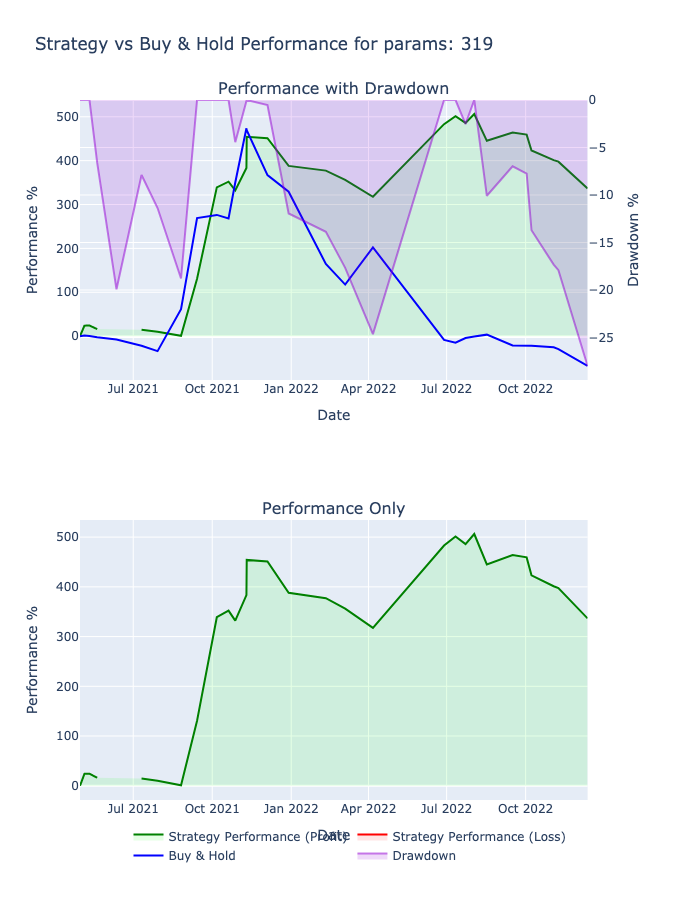 Strategy vs Buy & Hold Performance for params: 319
Performance with Drawdown
500
400
300
200
100
0
Performance %
0
−5
−10
−15
−20
−25
Drawdown %
Jul 2021 Oct 2021 Jan 2022 Apr 2022 Jul 2022 Oct 2022
Date
Performance Only
500
400
300
200
100
0
Performance %
Jul 2021 Oct 2021 Jan 2022 Apr 2022 Jul 2022 Oct 2022
Date
Strategy Performance (Profit) Strategy Performance (Loss)
Buy & Hold Drawdown